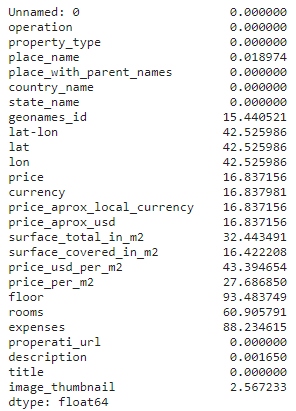 Unnamed: 0 0.000000
operation 0.000000
property_type 0.000000
place_name 0.018974
place_with_parent_names 0.000000
country_name 0.000000
state_name 0.000000
geonames_id 15.440521
lat-lon 42.525986
lat 42.525986
lon 42.525986
price 16.837156
currency 16.837981
price_aprox_local_currency 16.837156
price_aprox_usd 16.837156
surface_total_in_m2 32.443491
surface_covered_in_m2 16.422208
price_usd_per_m2 43.394654
price_per_m2 27.686850
floor 93.483749
rooms 60.905791
expenses 88.234615
properati_url 0.000000
description 0.001650
title 0.000000
image_thumbnail 2.567233
dtype: float64